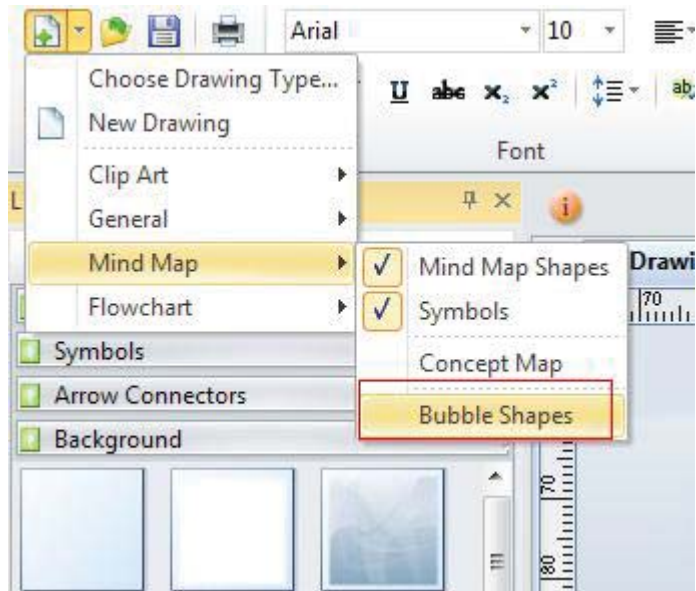 Arial 10
Choose Drawing Type...
U abc x₂ x² ab
New Drawing
Font
Clip Art
L
General
Mind Map
Mind Map Shapes
Drawi
Flowchart
Symbols
70
Symbols
Concept Map
Arrow Connectors
Bubble Shapes
Background
70
80